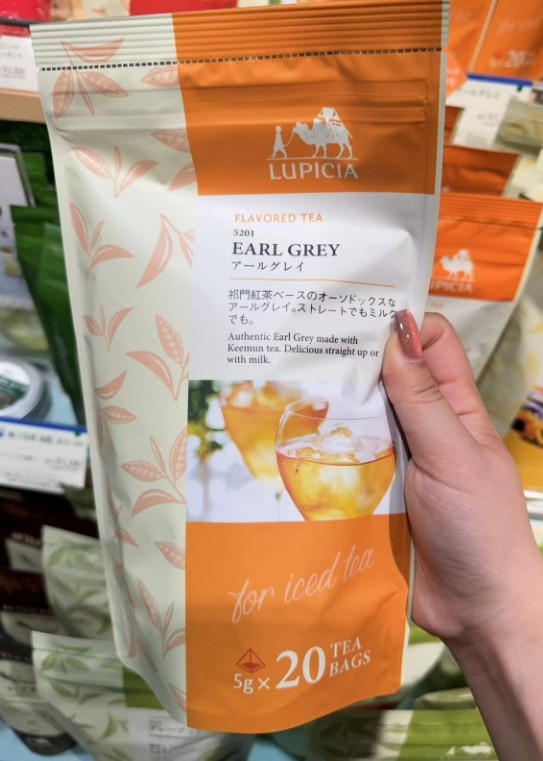 LUPICIA
FLAVORED TEA
5201
EARL GREY
アールグレイ
祁門紅茶ベースのオーソドックスな
アールグレイ。ストレートでもミルク
でも。
Authentic Earl Grey made with
Keemun tea. Delicious straight up or
with milk.
for iced tea
5g×20 TEA
BAGS